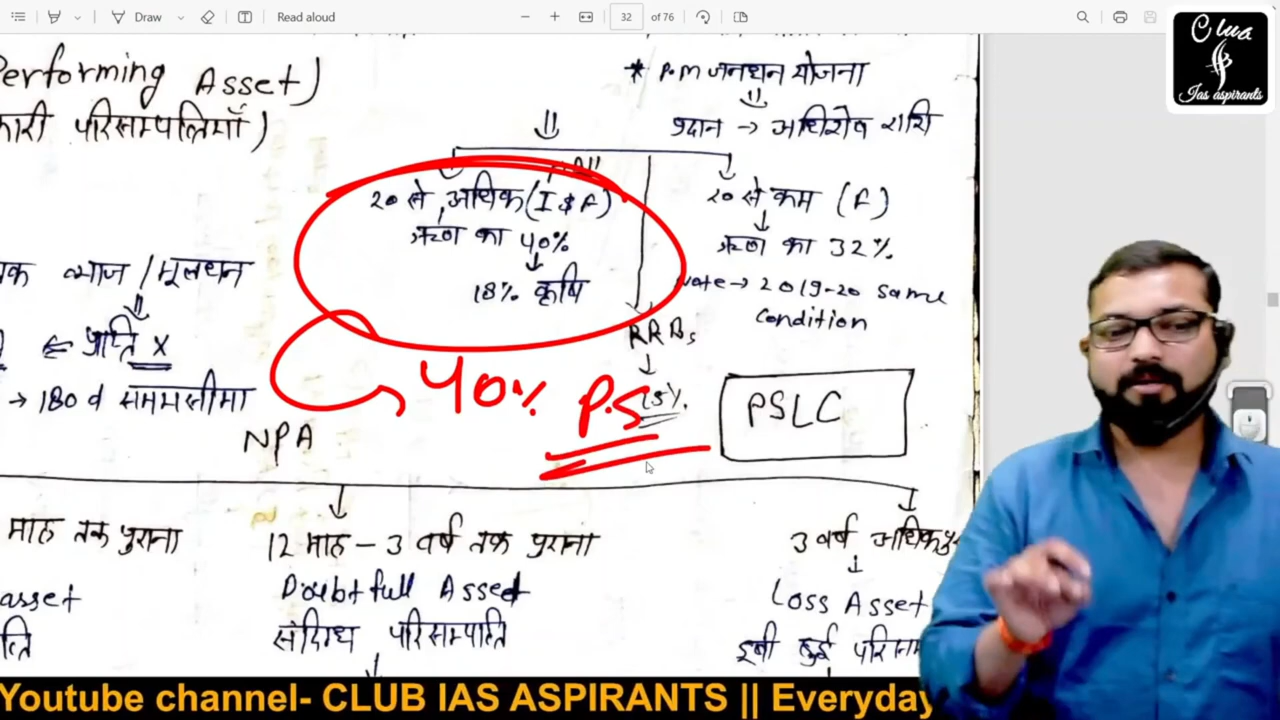 Draw
Read aloud
32
of 76
Clua
Ias aspirants
Performing Asset)
कारी परिसम्पत्तियाँ)
* P.M जनधन योजना
प्रदान → अधिशेष राशि
20 से अधिक (I & F)
ऋण का 40%
18% कृषि
20 से कम (F)
ऋण का 32%
Note → 2019-20 same
Condition
RRBs
ब्याज / मूलधन
प्राप्ति X
→ 180 d समयसीमा
40% P.S
PSLC
NPA
माह तक पुराना
12 माह - 3 वर्ष तक पुराना
3 वर्ष अधिक
asset
Doubtfull Asset
Loss Asset
संदिग्ध परिसम्पत्ति
डूबी हुई
Youtube channel- CLUB IAS ASPIRANTS || Everyday